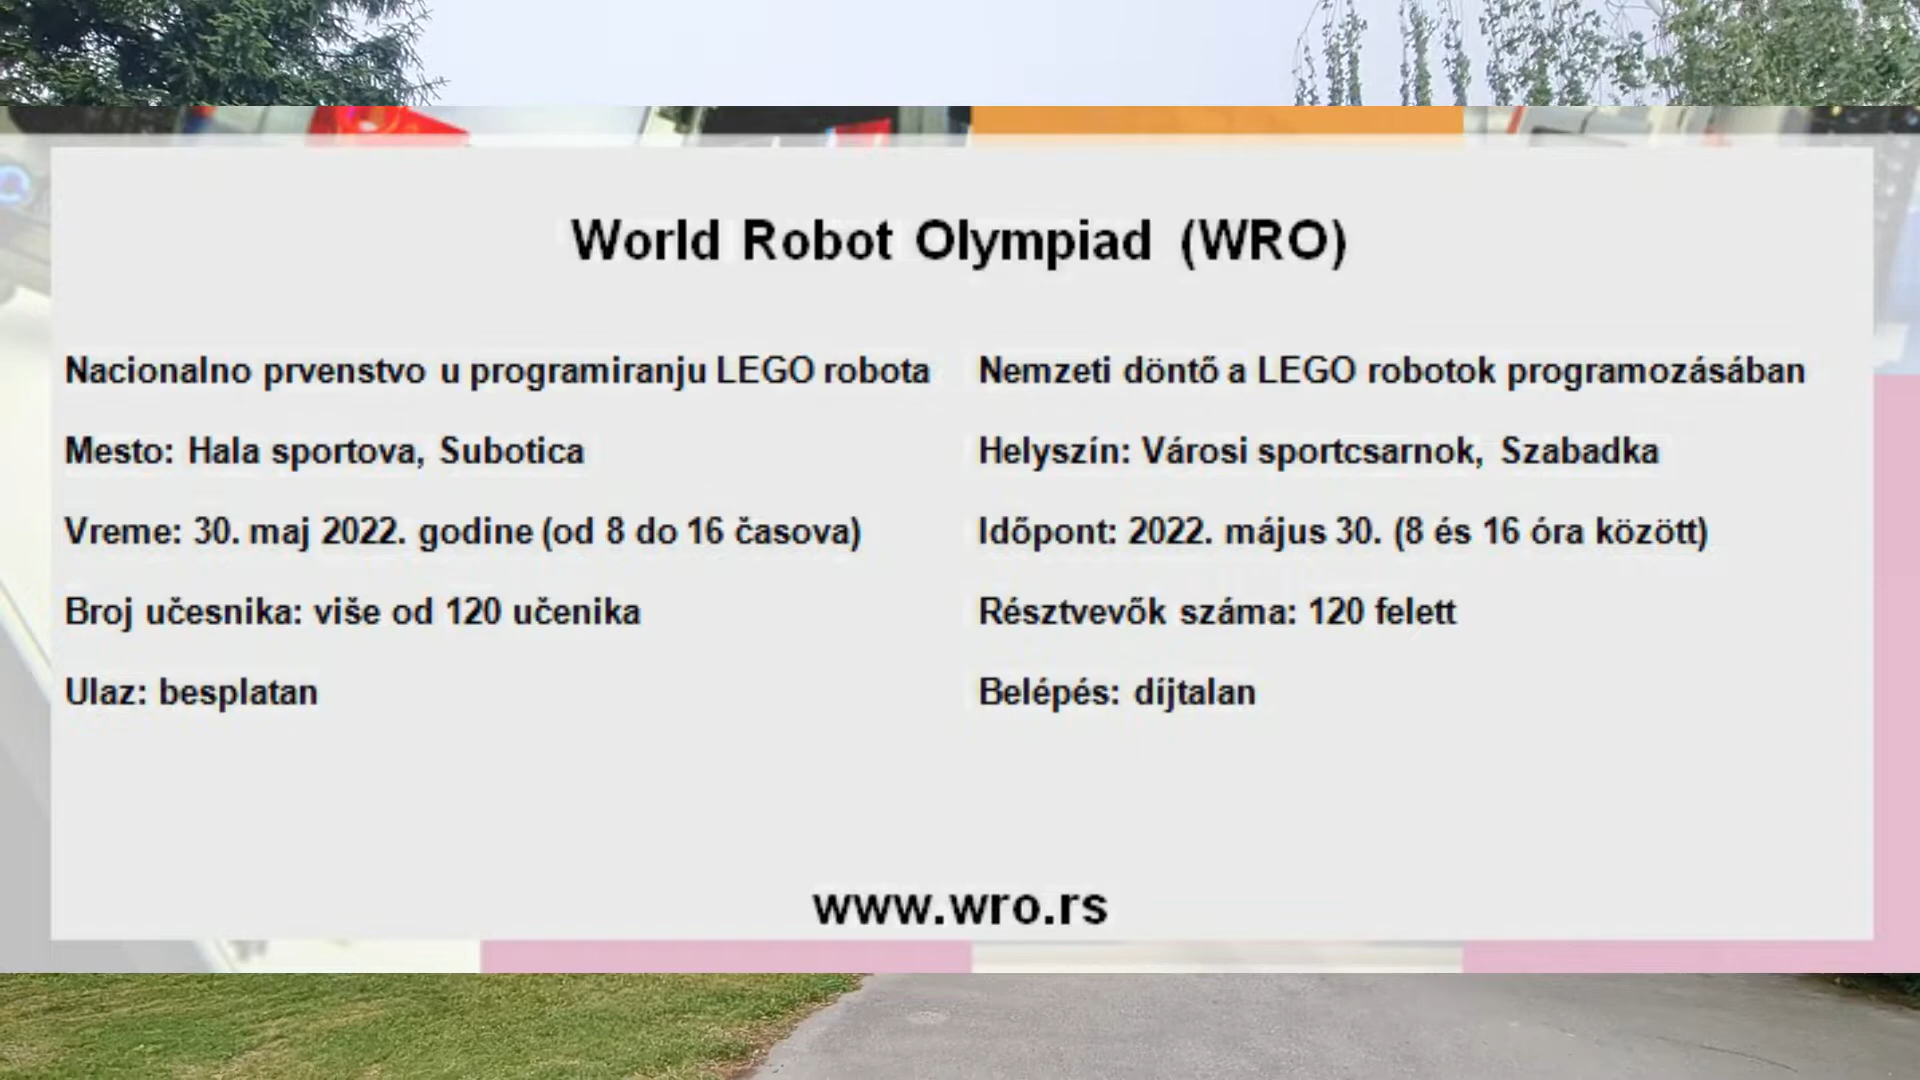 World Robot Olympiad (WRO)
Nacionalno prvenstvo u programiranju LEGO robota
Mesto: Hala sportova, Subotica
Vreme: 30. maj 2022. godine (od 8 do 16 časova)
Broj učesnika: više od 120 učenika
Ulaz: besplatan
Nemzeti döntő a LEGO robotok programozásában
Helyszín: Városi sportcsarnok, Szabadka
Időpont: 2022. május 30. (8 és 16 óra között)
Résztvevők száma: 120 felett
Belépés: díjtalan
www.wro.rs